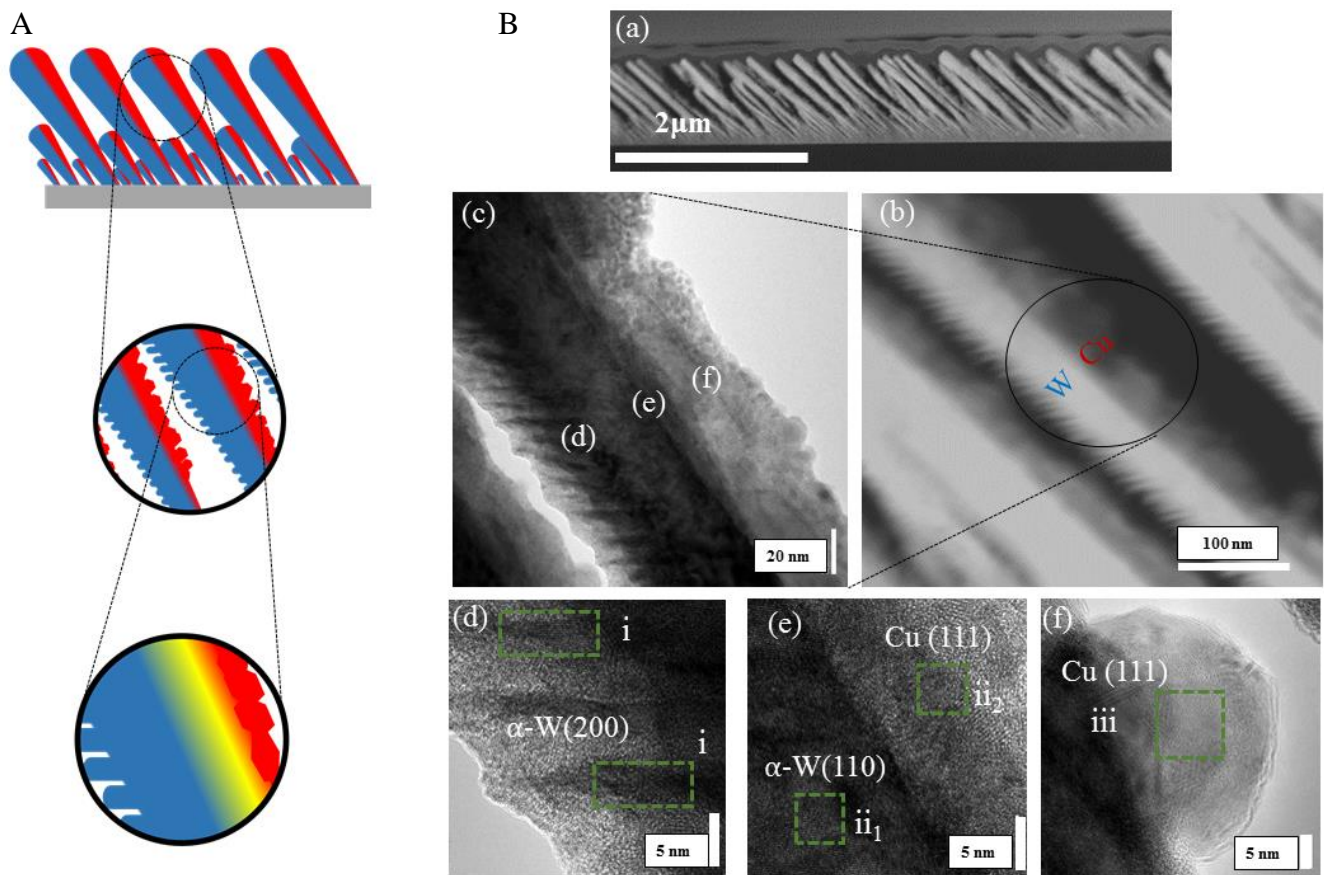 A
B
(a)
2µm
(c)
(d)
(e)
(f)
20 nm
(b)
W
Cu
100 nm
(d)
i
α-W(200)
i
5 nm
(e)
Cu (111)
ii₂
α-W(110)
ii₁
5 nm
(f)
Cu (111)
iii
5 nm